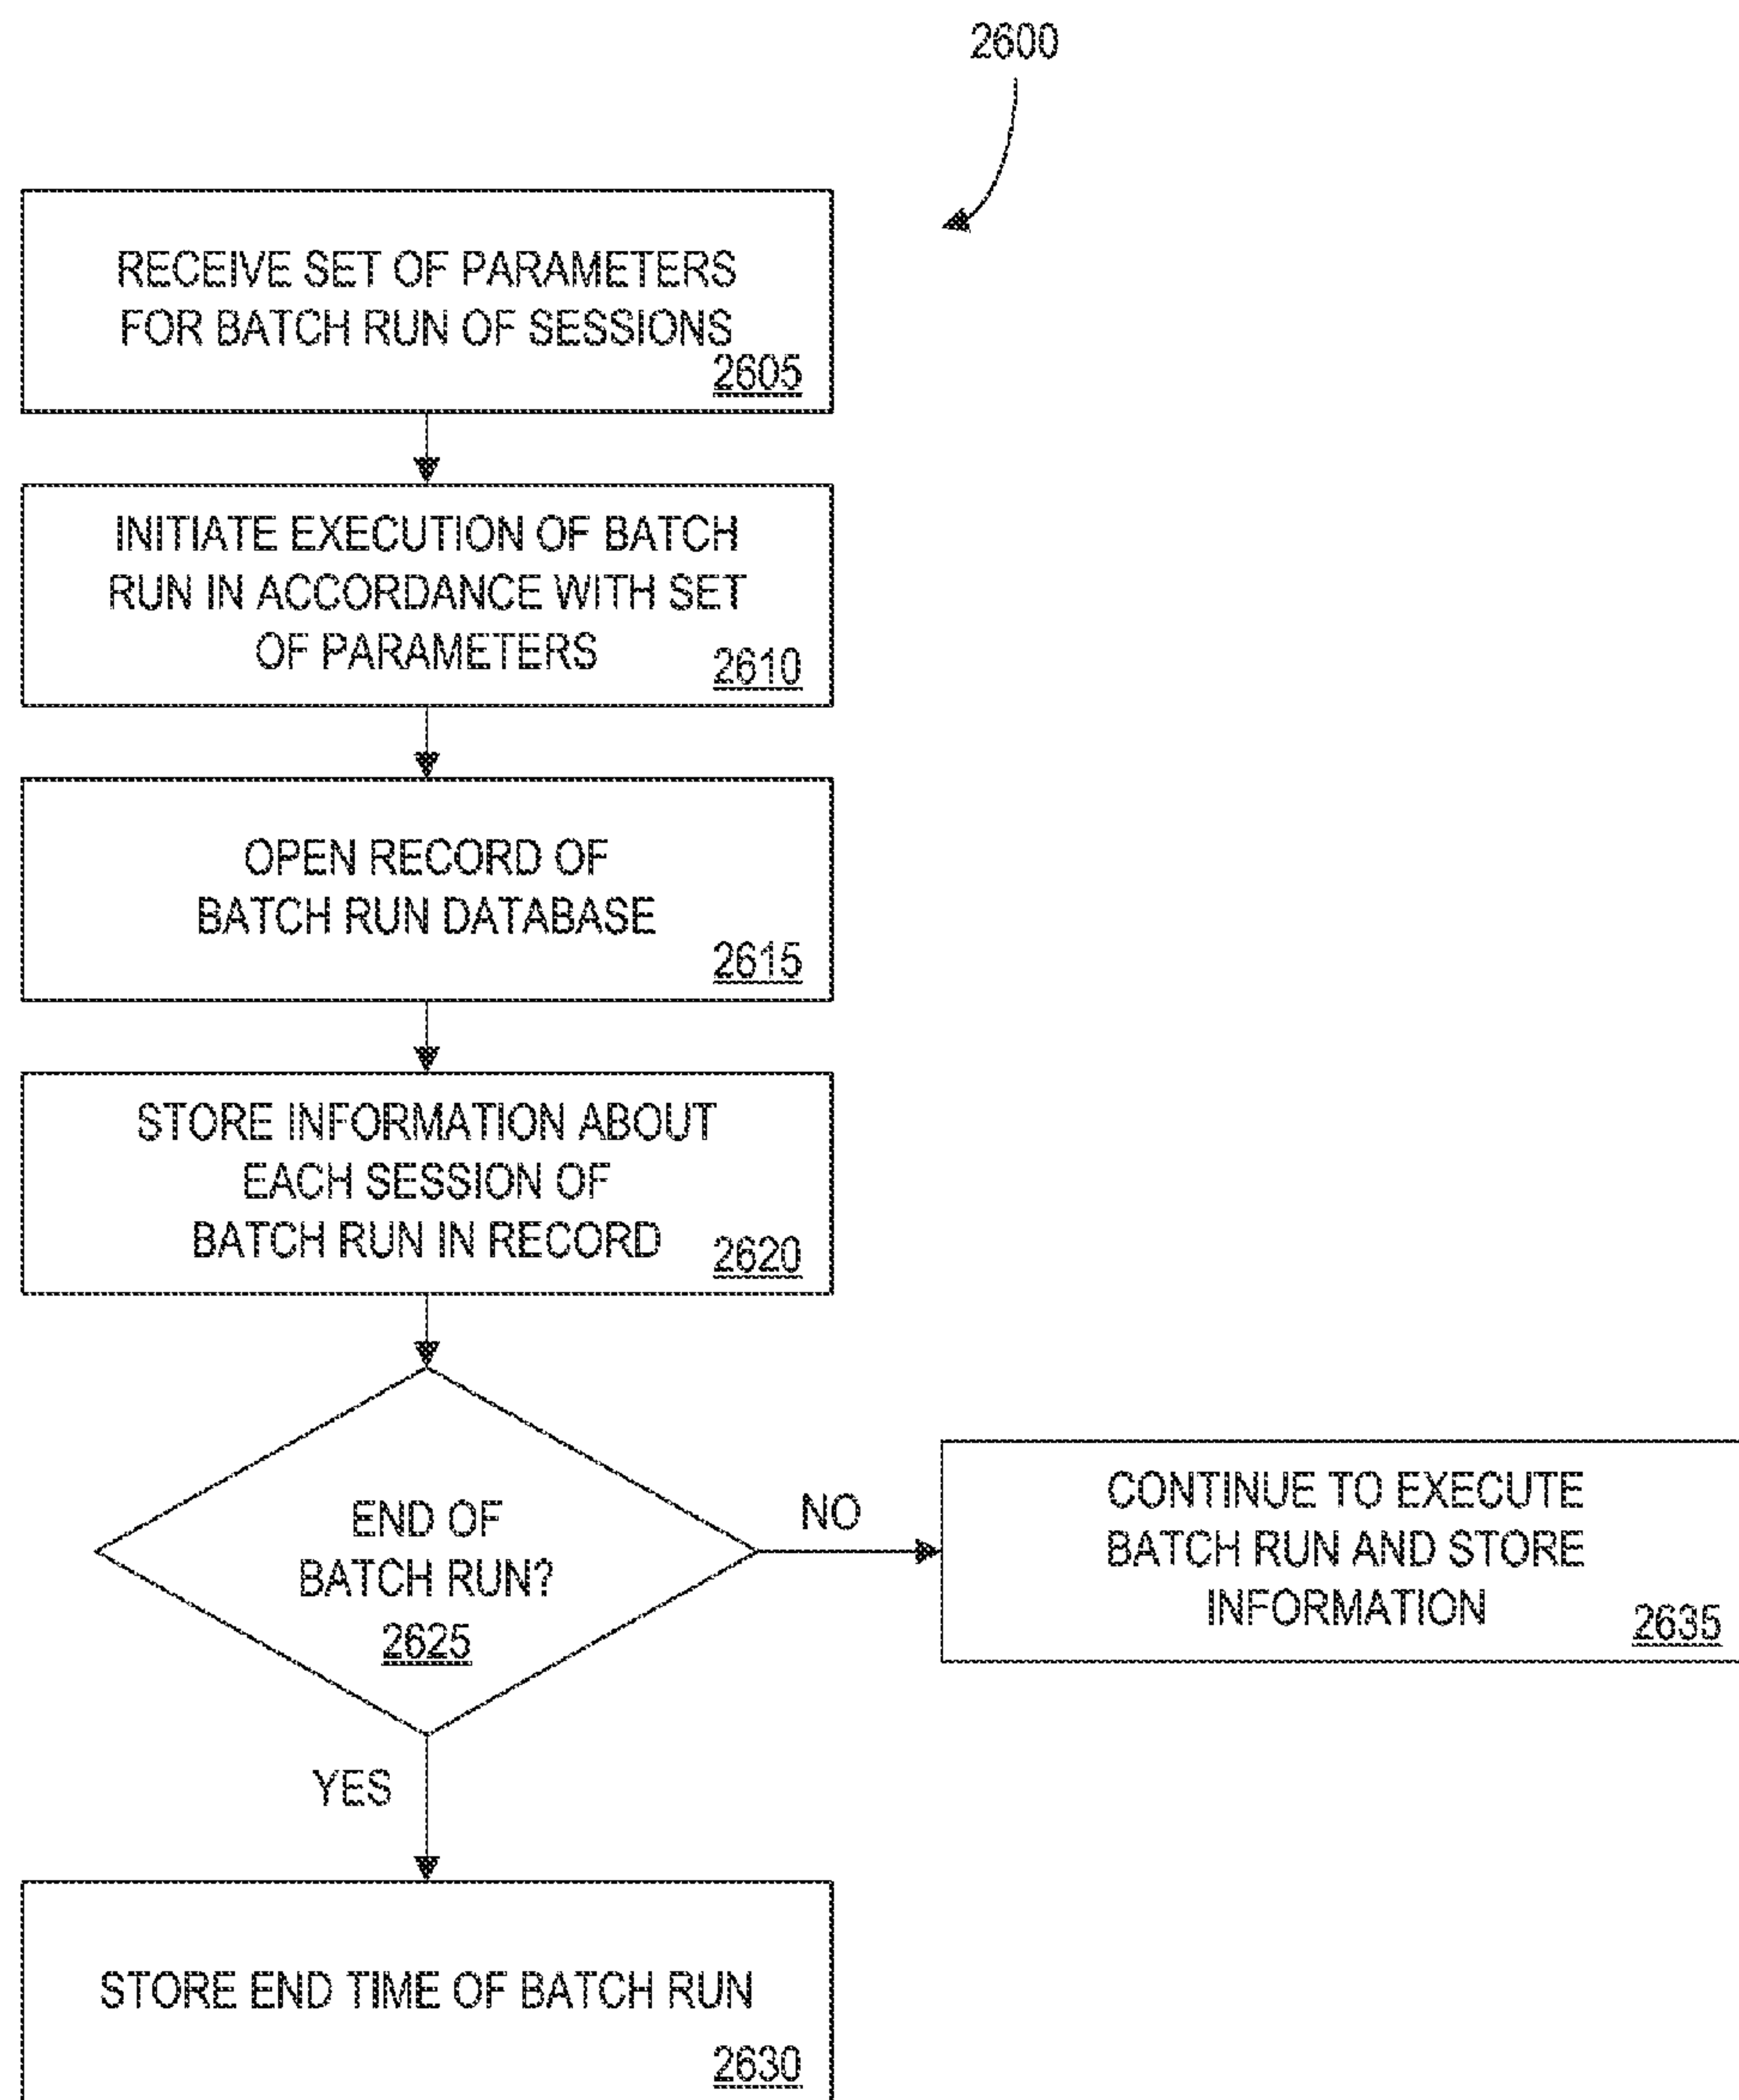 2600
RECEIVE SET OF PARAMETERS
FOR BATCH RUN OF SESSIONS
2605
INITIATE EXECUTION OF BATCH
RUN IN ACCORDANCE WITH SET
OF PARAMETERS
2610
OPEN RECORD OF
BATCH RUN DATABASE
2615
STORE INFORMATION ABOUT
EACH SESSION OF
BATCH RUN IN RECORD
2620
END OF
BATCH RUN?
2625
NO
CONTINUE TO EXECUTE
BATCH RUN AND STORE
INFORMATION
2635
YES
STORE END TIME OF BATCH RUN
2630